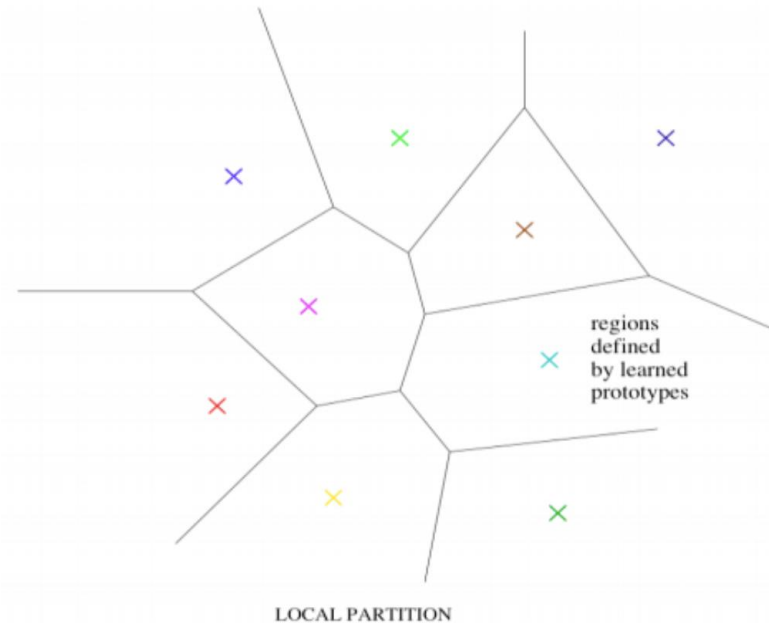 regions
defined
by learned
prototypes
LOCAL PARTITION